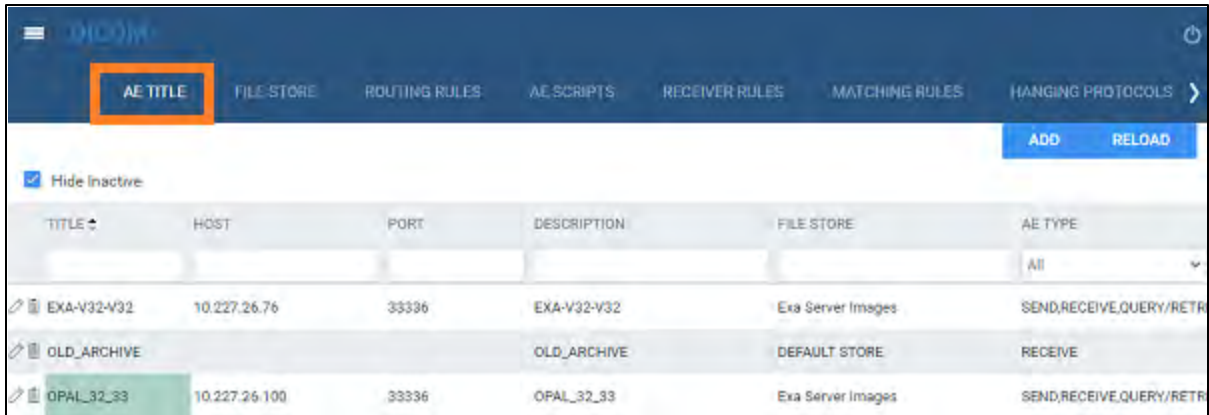 DICOM
AE TITLE FILE STORE ROUTING RULES AE SCRIPTS RECEIVER RULES MATCHING RULES HANGING PROTOCOLS
ADD RELOAD
Hide Inactive
TITLE HOST PORT DESCRIPTION FILE STORE AE TYPE
All
EXA-V32-V32 10.227.26.76 33336 EXA-V32-V32 Exa Server Images SEND,RECEIVE,QUERY/RETR
OLD_ARCHIVE OLD_ARCHIVE DEFAULT STORE RECEIVE
OPAL_32_33 10.227.26.100 33336 OPAL_32_33 Exa Server Images SEND,RECEIVE,QUERY/RETR